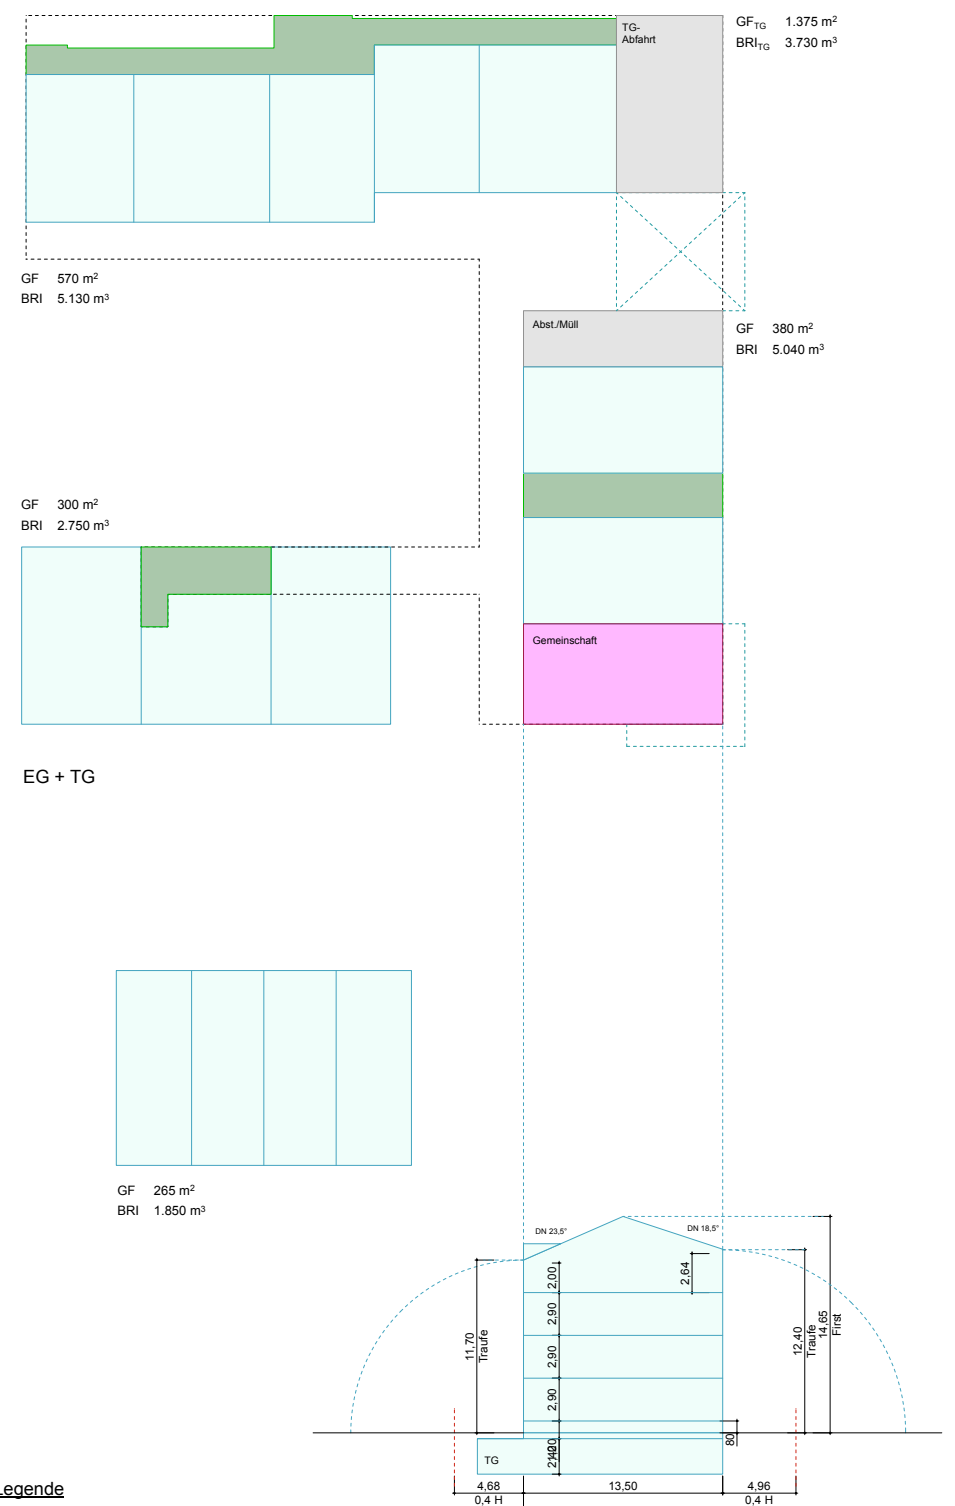 TG-
Abfahrt
GFTG 1.375 m²
BRITG 3.730 m³
GF 570 m²
BRI 5.130 m³
Abst./Müll
GF 380 m²
BRI 5.040 m³
GF 300 m²
BRI 2.750 m³
Gemeinschaft
EG + TG
GF 265 m²
BRI 1.850 m³
DN 23,5°
DN 18,5°
2,00
2,64
2,90
11,70
Traufe
2,90
12,40
Traufe
14,65
First
2,90
80
TG
4,68
0,4 H
13,50
4,96
0,4 H
Legende